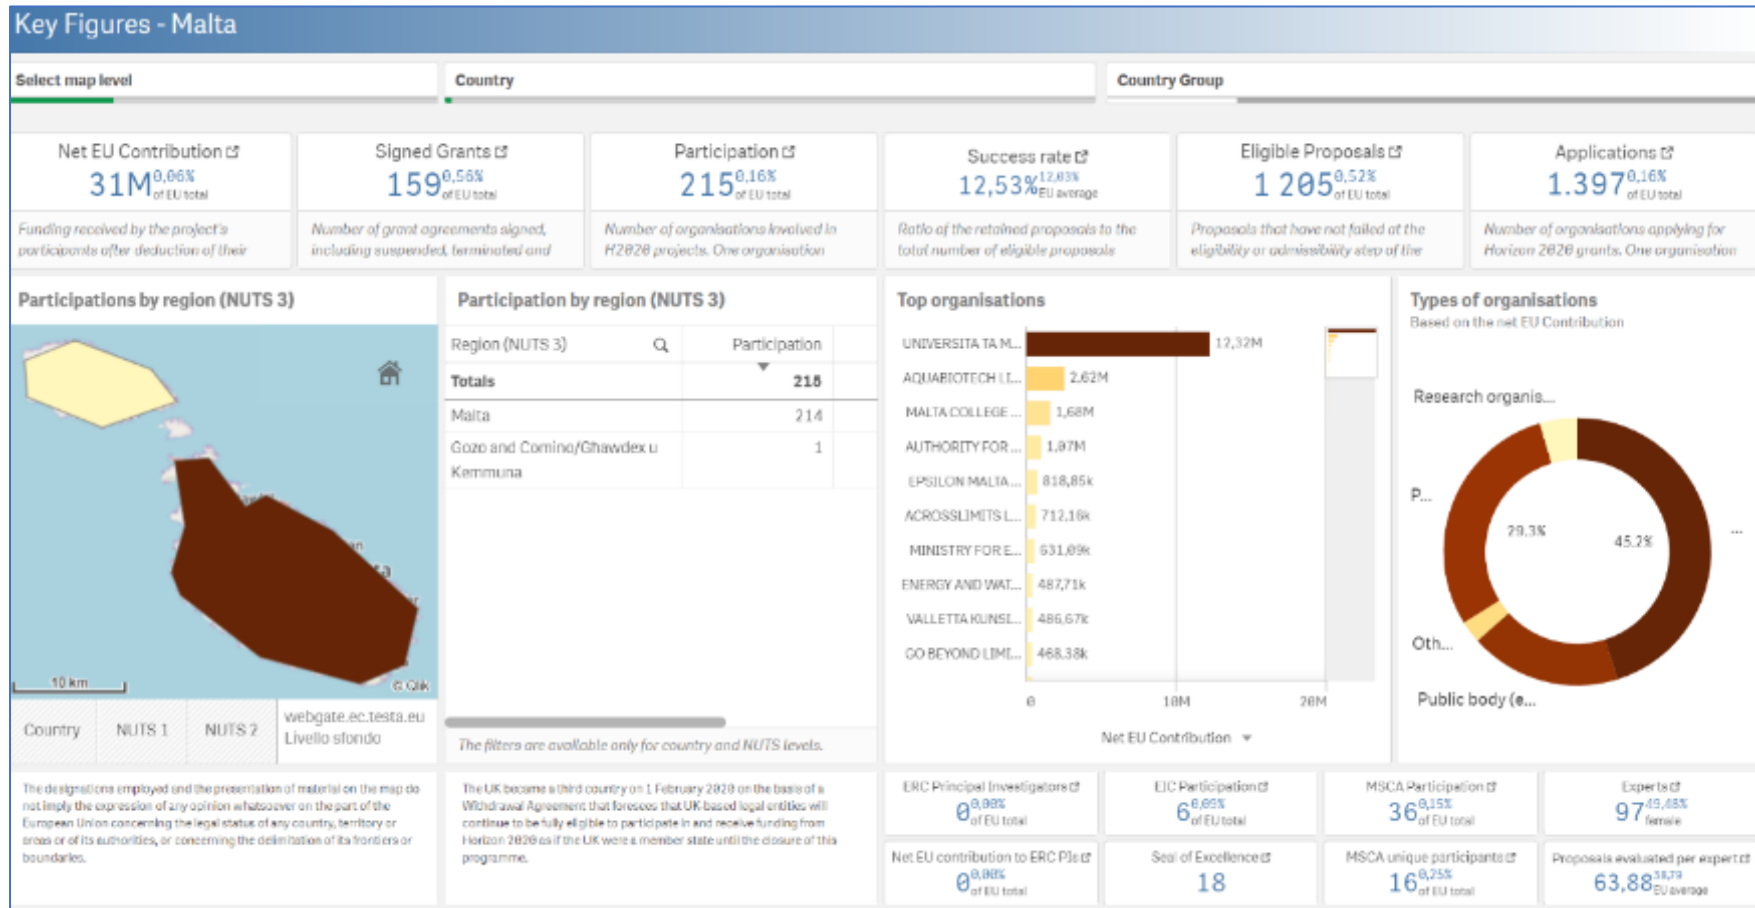 Key Figures - Malta
Select map level
Country
Country Group
Net EU Contribution
31M 0,06% of EU total
Funding received by the project's
participants after deduction of their
Signed Grants
159 0,56% of EU total
Number of grant agreements signed,
including suspended, terminated and
Participation
215 0,16% of EU total
Number of organisations involved in
H2020 projects. One organisation
Success rate
12,53% 12,03% EU average
Ratio of the retained proposals to the
total number of eligible proposals
Eligible Proposals
1 205 0,52% of EU total
Proposals that have not failed at the
eligibility or admissibility step of the
Applications
1.397 0,16% of EU total
Number of organisations applying for
Horizon 2020 grants. One organisation
Participations by region (NUTS 3)
10 km
© Qlik
Country
NUTS 1
NUTS 2
webgate.ec.testa.eu
Livello sfondo
Participation by region (NUTS 3)
Region (NUTS 3) Participation
Totals 215
Malta 214
Gozo and Comino/Għawdex u
Kemmuna 1
The filters are available only for country and NUTS levels.
Top organisations
UNIVERSITA TA M... 12,32M
AQUABIOTECH LI... 2,62M
MALTA COLLEGE ... 1,68M
AUTHORITY FOR ... 1,07M
EPSILON MALTA... 818,85k
ACROSSLIMITS L... 712,16k
MINISTRY FOR E... 631,09k
ENERGY AND WAT... 487,71k
VALLETTA KUNSI... 486,67k
GO BEYOND LIMI... 468,38k
0 10M 20M
Net EU Contribution
Types of organisations
Based on the net EU Contribution
Research organis...
P...
29,3%
45,2%
...
Oth...
Public body (e...
The designations employed and the presentation of material on the map do
not imply the expression of any opinion whatsoever on the part of the
European Union concerning the legal status of any country, territory or
areas or of its authorities, or concerning the delimitation of its frontiers or
boundaries.
The UK became a third country on 1 February 2020 on the basis of a
Withdrawal Agreement that foresees that UK-based legal entities will
continue to be fully eligible to participate in and receive funding from
Horizon 2020 as if the UK were a member state until the closure of this
programme.
ERC Principal Investigators
0 0,00% of EU total
EIC Participation
6 0,09% of EU total
MSCA Participation
36 0,15% of EU total
Experts
97 49,48% female
Net EU contribution to ERC PIs
0 0,00% of EU total
Seal of Excellence
18
MSCA unique participants
16 0,25% of EU total
Proposals evaluated per expert
63,88 EU average